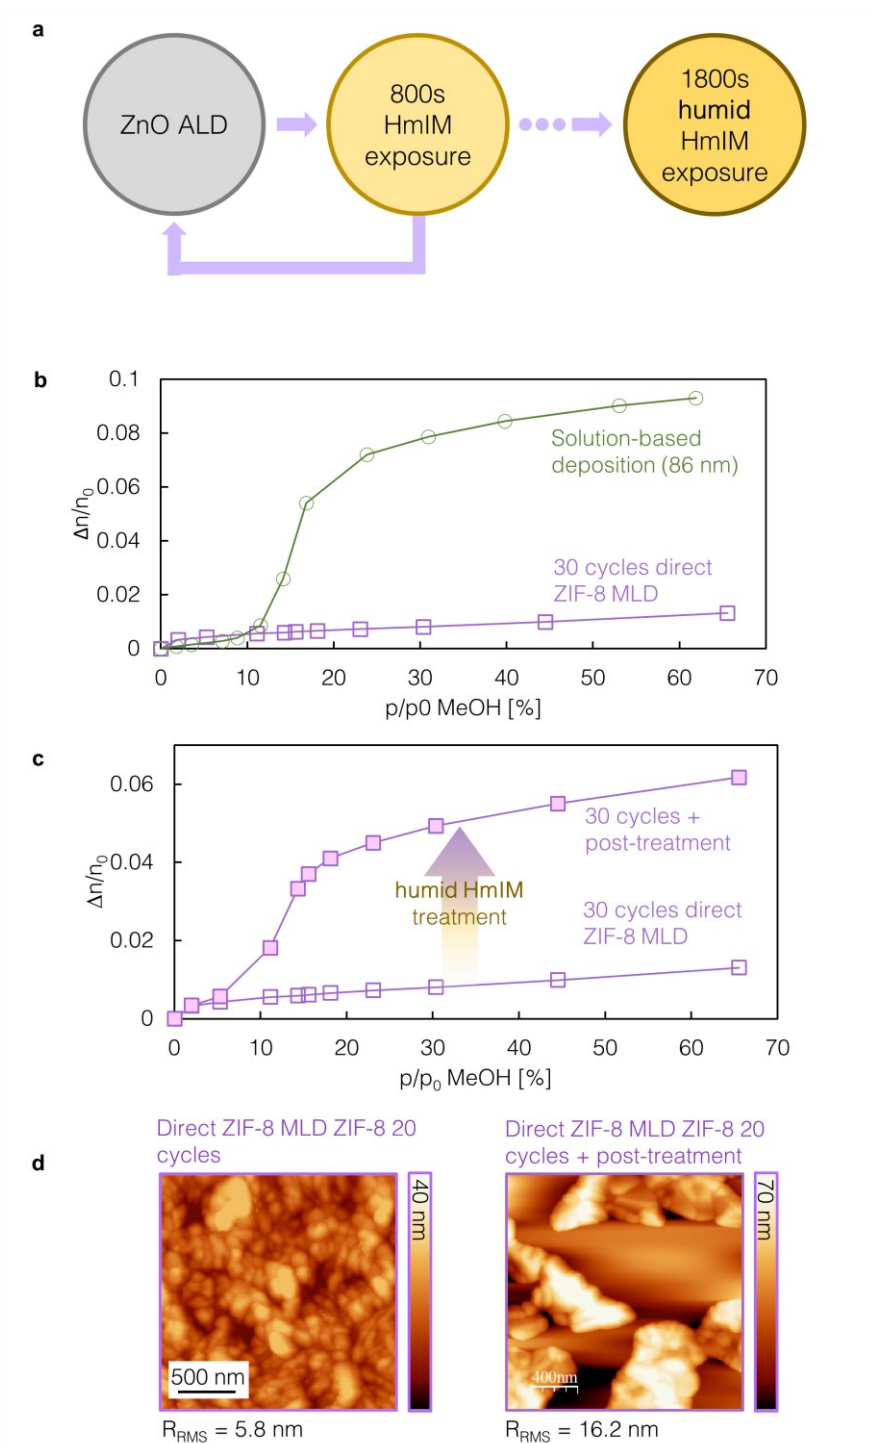 a
ZnO ALD
800s
HmIM
exposure
1800s
humid
HmIM
exposure
b
0.1
0.08
0.06
0.04
0.02
0
Δn/n0
Solution-based
deposition (86 nm)
30 cycles direct
ZIF-8 MLD
0 10 20 30 40 50 60 70
p/p0 MeOH [%]
c
0.06
0.04
0.02
0
Δn/n0
30 cycles +
post-treatment
humid HmIM
treatment
30 cycles direct
ZIF-8 MLD
0 10 20 30 40 50 60 70
p/p0 MeOH [%]
d
Direct ZIF-8 MLD ZIF-8 20
cycles
40 nm
500 nm
RRMS = 5.8 nm
Direct ZIF-8 MLD ZIF-8 20
cycles + post-treatment
70 nm
400nm
RRMS = 16.2 nm